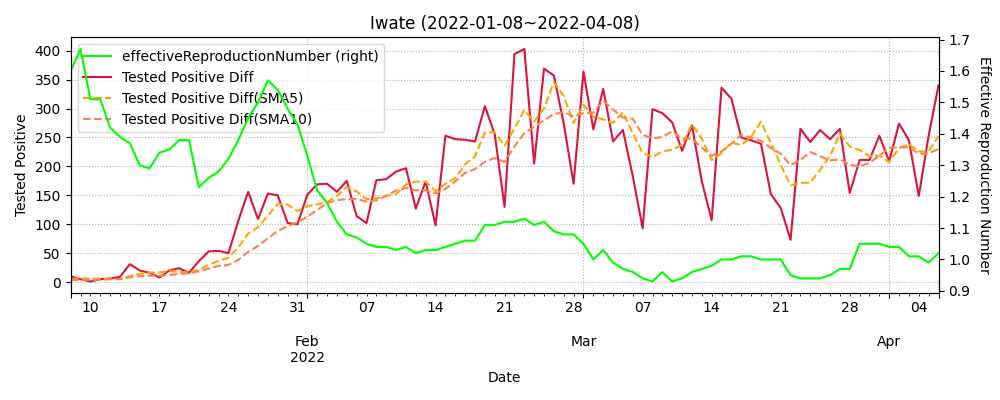 Iwate (2022-01-08~2022-04-08)
effectiveReproductionNumber (right)
Tested Positive Diff
Tested Positive Diff(SMA5)
Tested Positive Diff(SMA10)
Tested Positive
400
350
300
250
200
150
100
50
0
1.7
1.6
1.5
1.4
1.3
1.2
1.1
1.0
0.9
Effective Reproduction Number
10 17 24 31 07 14 21 28 07 14 21 28 04
Feb Mar Apr
2022
Date